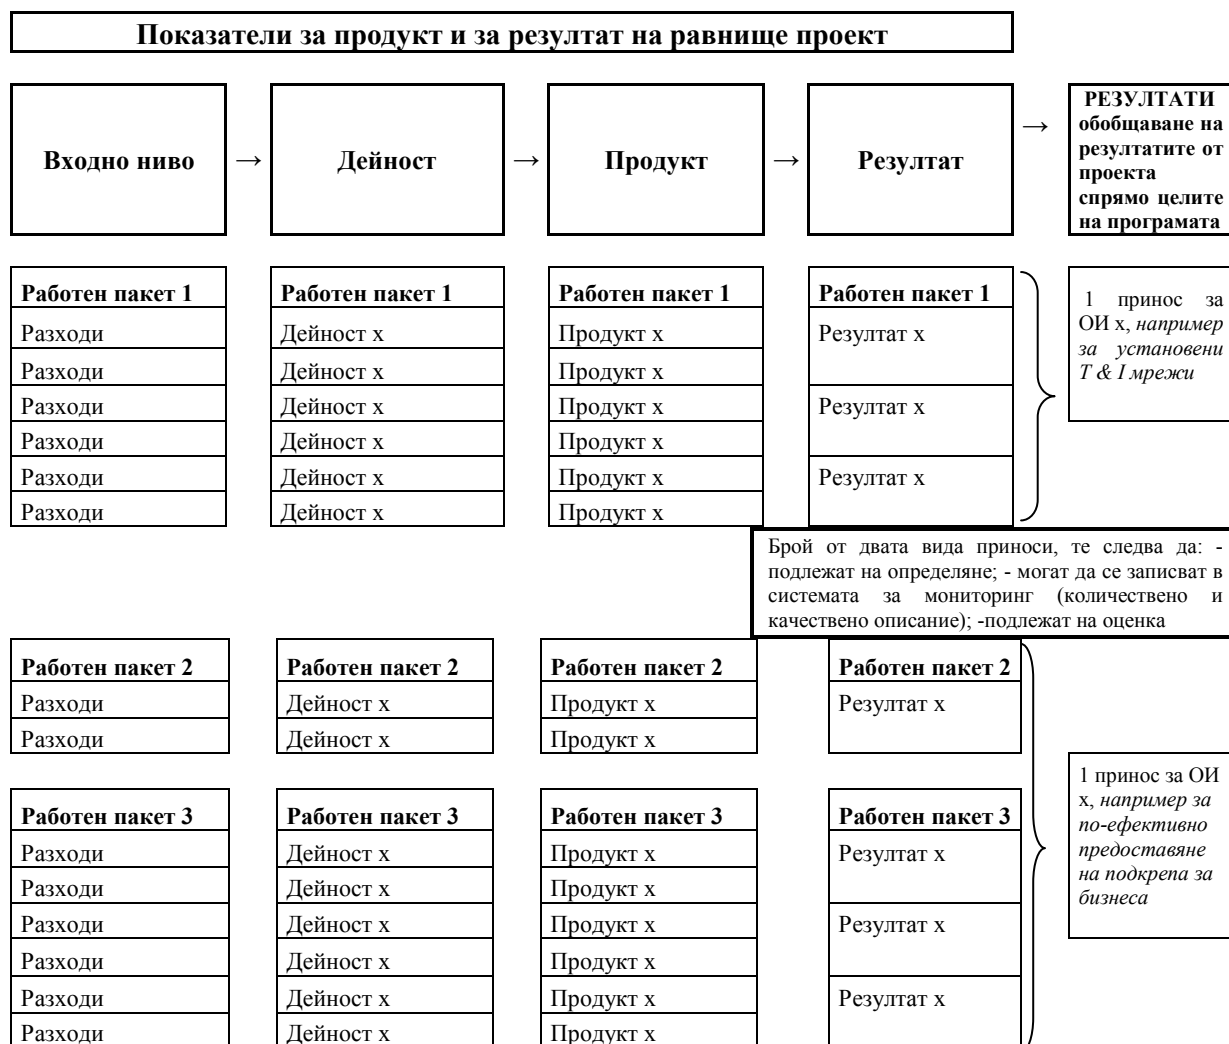 Показатели за продукт и за резултат на равнище проект
Входно ниво → Дейност → Продукт → Резултат →
РЕЗУЛТАТИ
обобщаване на
резултатите от
проекта
спрямо целите
на програмата
Работен пакет 1 Работен пакет 1 Работен пакет 1 Работен пакет 1
Разходи Дейност х Продукт х Резултат х
Разходи Дейност х Продукт х
Разходи Дейност х Продукт х Резултат х
Разходи Дейност х Продукт х
Разходи Дейност х Продукт х Резултат х
Разходи Дейност х Продукт х
1 принос за
ОИ х, например
за установени
T & I мрежи
Брой от двата вида приноси, те следва да: -
подлежат на определяне; - могат да се записват в
системата за мониторинг (количествено и
качествено описание); -подлежат на оценка
Работен пакет 2 Работен пакет 2 Работен пакет 2 Работен пакет 2
Разходи Дейност х Продукт х Резултат х
Разходи Дейност х Продукт х
Работен пакет 3 Работен пакет 3 Работен пакет 3 Работен пакет 3
Разходи Дейност х Продукт х Резултат х
Разходи Дейност х Продукт х
Разходи Дейност х Продукт х Резултат х
Разходи Дейност х Продукт х
Разходи Дейност х Продукт х Резултат х
Разходи Дейност х Продукт х
1 принос за ОИ
х, например за
по-ефективно
предоставяне
на подкрепа за
бизнеса